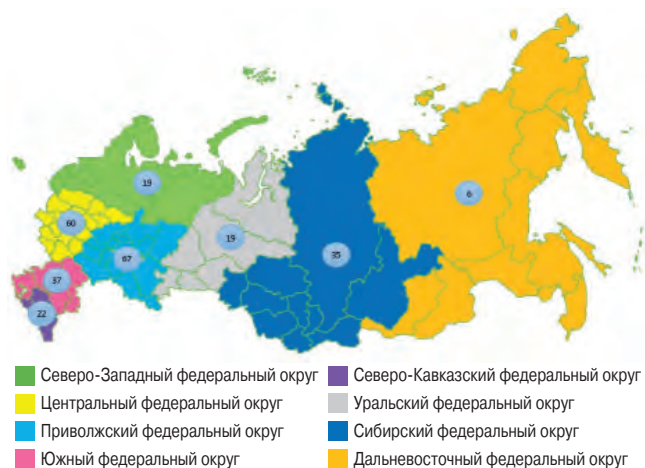 19
60
67
19
35
6
37
22
Северо-Западный федеральный округ
Северо-Кавказский федеральный округ
Центральный федеральный округ
Уральский федеральный округ
Приволжский федеральный округ
Сибирский федеральный округ
Южный федеральный округ
Дальневосточный федеральный округ